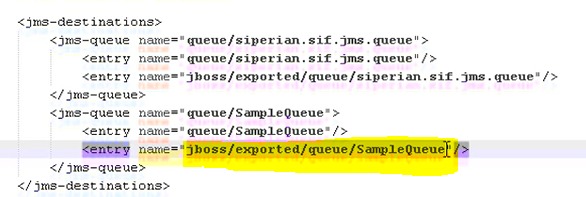 <jms-destinations>
<jms-queue name="queue/siperian.sif.jms.queue">
<entry name="queue/siperian.sif.jms.queue"/>
<entry name="jboss/exported/queue/siperian.sif.jms.queue"/>
</jms-queue>
<jms-queue name="queue/SampleQueue">
<entry name="queue/SampleQueue"/>
<entry name="jboss/exported/queue/SampleQueue"/>
</jms-queue>
</jms-destinations>